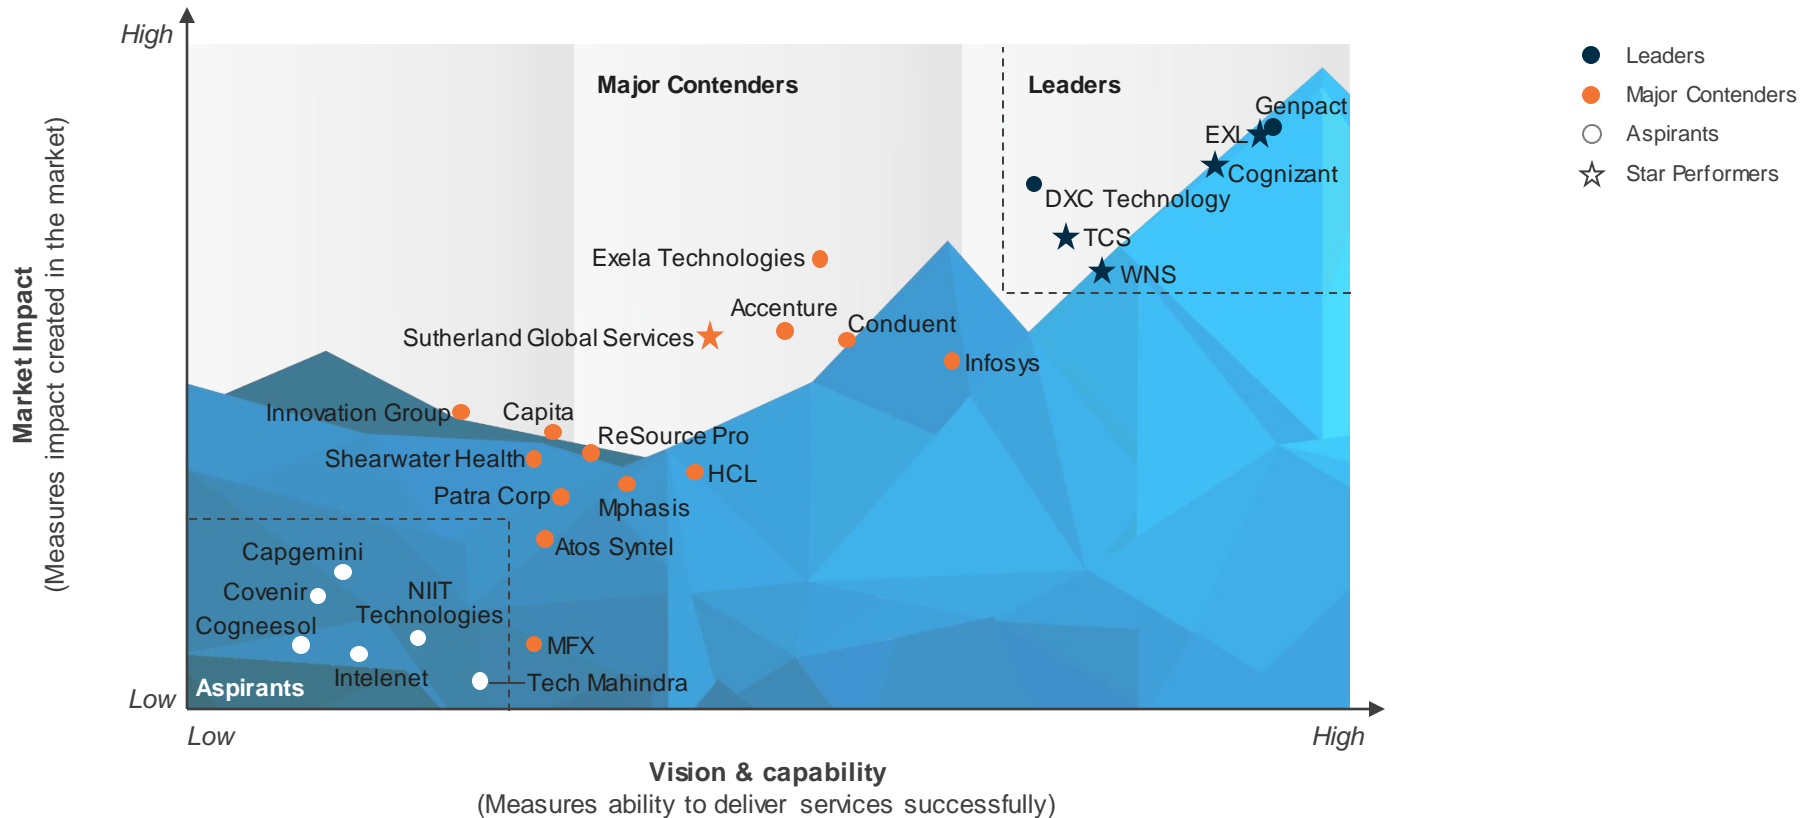 High
Major Contenders
Leaders
Leaders
Major Contenders
Aspirants
Star Performers
Genpact
EXL
Cognizant
DXC Technology
TCS
WNS
Exela Technologies
Accenture
Conduent
Sutherland Global Services
Infosys
Innovation Group
Capita
ReSource Pro
Shearwater Health
HCL
Patra Corp
Mphasis
Atos Syntel
Capgemini
Covenir
NIIT
Technologies
Cogneesol
MFX
Intelenet
Tech Mahindra
Aspirants
Market Impact
(Measures impact created in the market)
Low
Low
High
Vision & capability
(Measures ability to deliver services successfully)